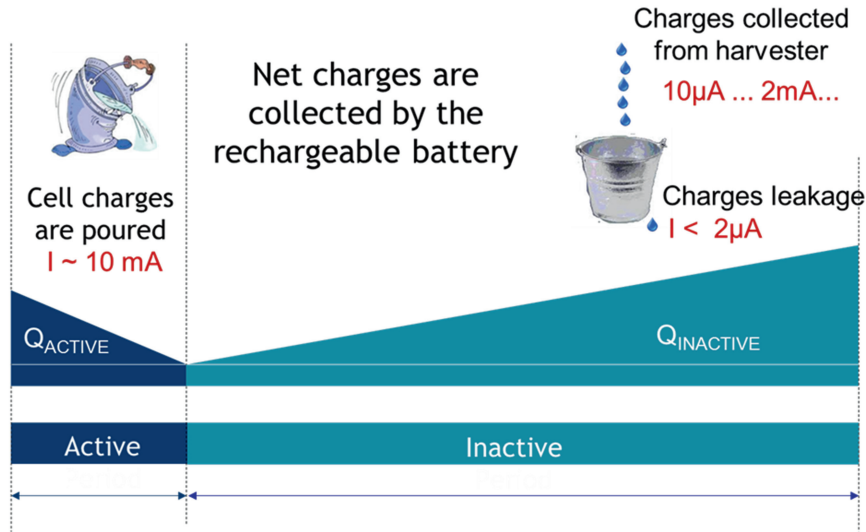 Charges collected
from harvester
10µA ... 2mA...
Net charges are
collected by the
rechargeable battery
Cell charges
are poured
I ~ 10 mA
Charges leakage
I < 2µA
QACTIVE
QINACTIVE
Active
Inactive